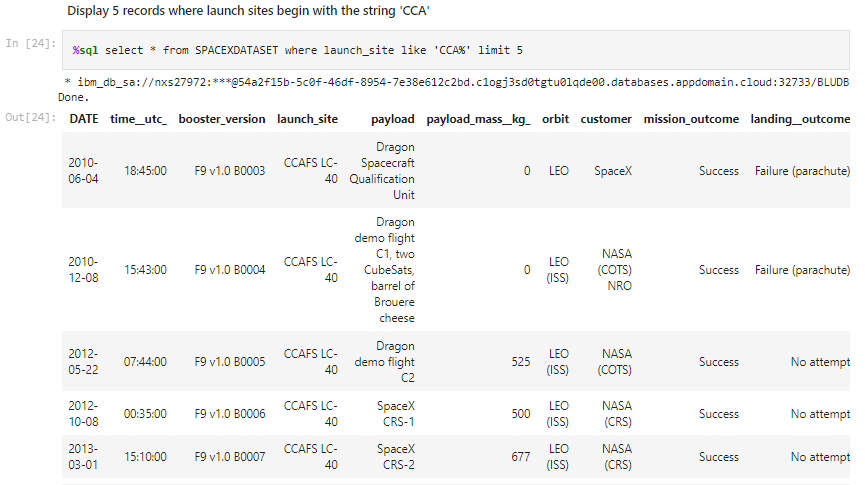 Display 5 records where launch sites begin with the string 'CCA'
In [24]: %sql select * from SPACEXDATASET where launch_site like 'CCA%' limit 5
* ibm_db_sa://nxs27972:***@54a2f15b-5c0f-46df-8954-7e38e612c2bd.c1ogj3sd0tgtu0lqde00.databases.appdomain.cloud:32733/BLUDB
Done.
Out[24]: DATE time__utc_ booster_version launch_site payload payload_mass__kg_ orbit customer mission_outcome landing__outcome
2010-06-04 18:45:00 F9 v1.0 B0003 CCAFS LC-40 Dragon Spacecraft Qualification Unit 0 LEO SpaceX Success Failure (parachute)
2010-12-08 15:43:00 F9 v1.0 B0004 CCAFS LC-40 Dragon demo flight C1, two CubeSats, barrel of Brouere cheese 0 LEO (ISS) NASA (COTS) NRO Success Failure (parachute)
2012-05-22 07:44:00 F9 v1.0 B0005 CCAFS LC-40 Dragon demo flight C2 525 LEO (ISS) NASA (COTS) Success No attempt
2012-10-08 00:35:00 F9 v1.0 B0006 CCAFS LC-40 SpaceX CRS-1 500 LEO (ISS) NASA (CRS) Success No attempt
2013-03-01 15:10:00 F9 v1.0 B0007 CCAFS LC-40 SpaceX CRS-2 677 LEO (ISS) NASA (CRS) Success No attempt